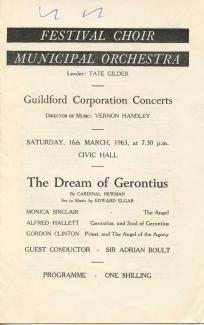 FESTIVAL CHOIR
MUNICIPAL ORCHESTRA
Leader: TATE GILDER
Guildford Corporation Concerts
DIRECTOR OF MUSIC: VERNON HANDLEY
SATURDAY, 16th MARCH, 1963, at 7.30 p.m.
CIVIC HALL
The Dream of Gerontius
By CARDINAL NEWMAN
Set to Music by EDWARD ELGAR
MONICA SINCLAIR - The Angel
ALFRED HALLETT - Gerontius, and Soul of Gerontius
GORDON CLINTON - Priest, and The Angel of the Agony
GUEST CONDUCTOR - SIR ADRIAN BOULT
PROGRAMME - ONE SHILLING